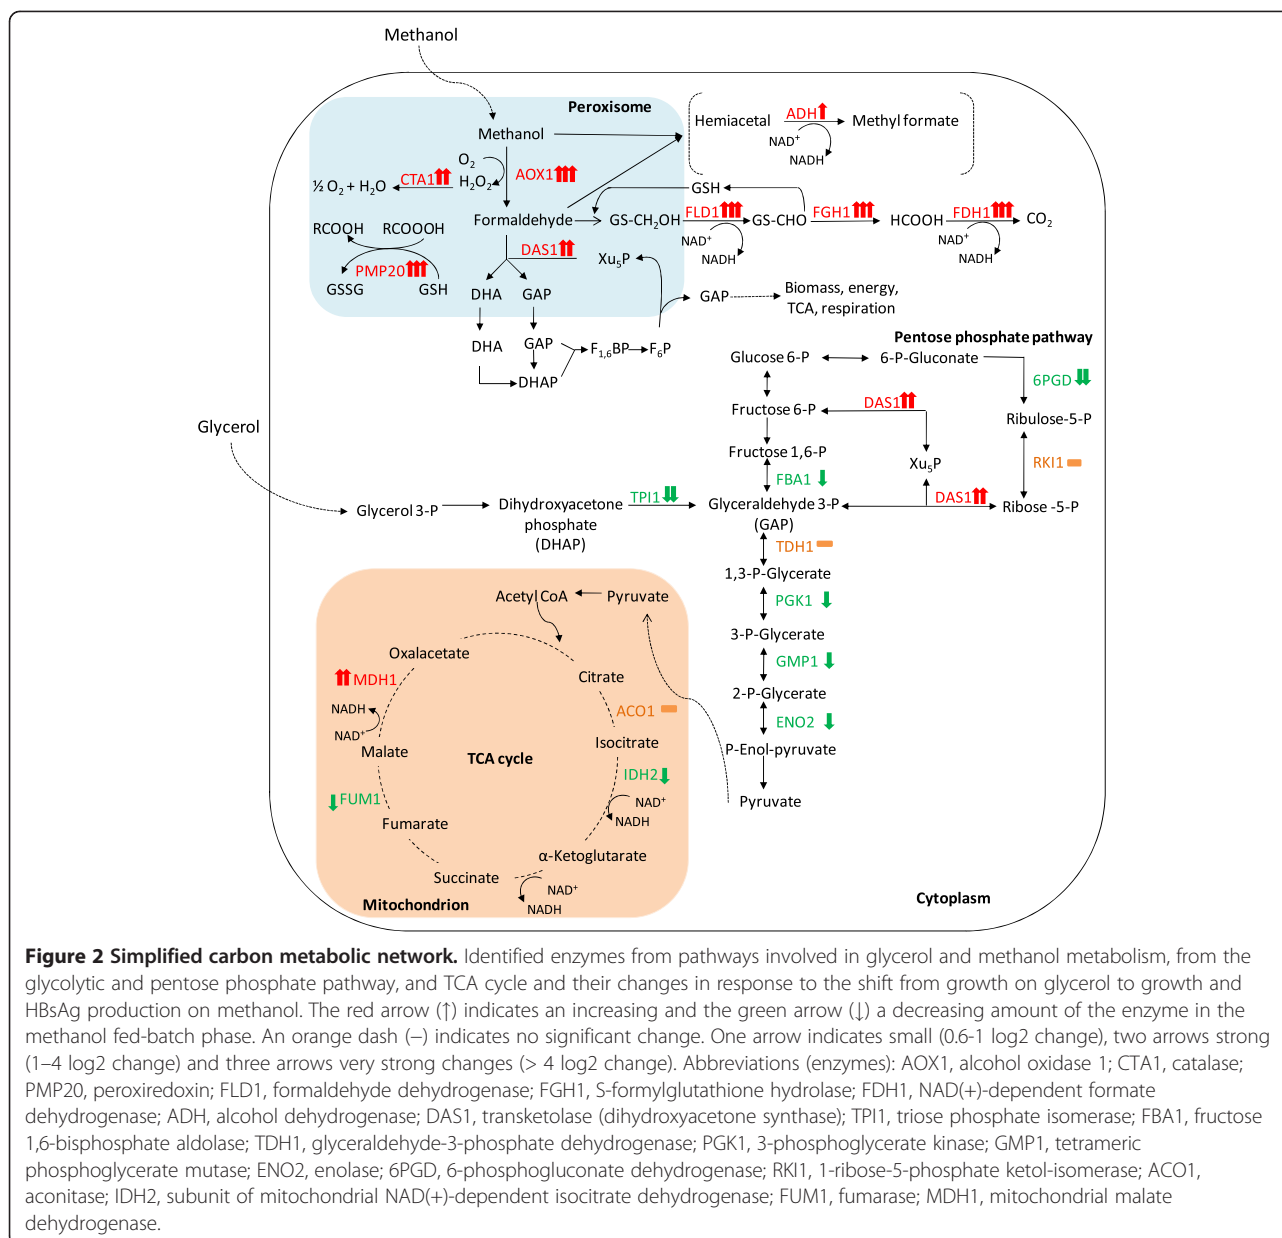 Methanol
Peroxisome
Methanol
Hemiacetal
ADH
Methyl formate
NAD+
NADH
O2
H2O2
AOX1
CTA1
½ O2 + H2O
GSH
Formaldehyde
GS-CH2OH
FLD1
GS-CHO
FGH1
HCOOH
FDH1
CO2
NAD+
NADH
NAD+
NADH
RCOOH
RCOOOH
PMP20
GSSG
GSH
DAS1
Xu5P
DHA
GAP
GAP
Biomass, energy,
TCA, respiration
DHA
GAP
F1,6BP
F6P
DHAP
Pentose phosphate pathway
Glucose 6-P
6-P-Gluconate
6PGD
Fructose 6-P
DAS1
Ribulose-5-P
Glycerol
Fructose 1,6-P
Xu5P
RKI1
FBA1
Glycerol 3-P
Dihydroxyacetone
phosphate
(DHAP)
TPI1
Glyceraldehyde 3-P
(GAP)
DAS1
Ribose -5-P
TDH1
1,3-P-Glycerate
PGK1
3-P-Glycerate
GMP1
2-P-Glycerate
ENO2
P-Enol-pyruvate
Pyruvate
Acetyl CoA
Pyruvate
Oxalacetate
Citrate
MDH1
ACO1
NADH
NAD+
Isocitrate
Malate
TCA cycle
IDH2
FUM1
NAD+
NADH
Fumarate
α-Ketoglutarate
Succinate
NAD+
NADH
Mitochondrion
Cytoplasm
Figure 2 Simplified carbon metabolic network. Identified enzymes from pathways involved in glycerol and methanol metabolism, from the
glycolytic and pentose phosphate pathway, and TCA cycle and their changes in response to the shift from growth on glycerol to growth and
HBsAg production on methanol. The red arrow (↑) indicates an increasing and the green arrow (↓) a decreasing amount of the enzyme in the
methanol fed-batch phase. An orange dash (−) indicates no significant change. One arrow indicates small (0.6-1 log2 change), two arrows strong
(1–4 log2 change) and three arrows very strong changes (> 4 log2 change). Abbreviations (enzymes): AOX1, alcohol oxidase 1; CTA1, catalase;
PMP20, peroxiredoxin; FLD1, formaldehyde dehydrogenase; FGH1, S-formylglutathione hydrolase; FDH1, NAD(+)-dependent formate
dehydrogenase; ADH, alcohol dehydrogenase; DAS1, transketolase (dihydroxyacetone synthase); TPI1, triose phosphate isomerase; FBA1, fructose
1,6-bisphosphate aldolase; TDH1, glyceraldehyde-3-phosphate dehydrogenase; PGK1, 3-phosphoglycerate kinase; GMP1, tetrameric
phosphoglycerate mutase; ENO2, enolase; 6PGD, 6-phosphogluconate dehydrogenase; RKI1, 1-ribose-5-phosphate ketol-isomerase; ACO1,
aconitase; IDH2, subunit of mitochondrial NAD(+)-dependent isocitrate dehydrogenase; FUM1, fumarase; MDH1, mitochondrial malate
dehydrogenase.